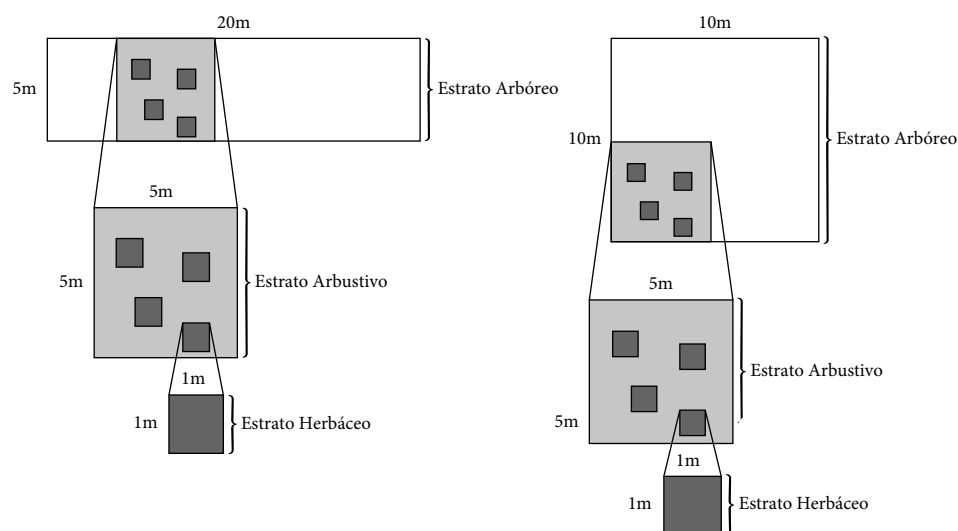 20m
5m
Estrato Arbóreo
5m
5m
Estrato Arbustivo
1m
1m
Estrato Herbáceo
10m
10m
Estrato Arbóreo
5m
5m
Estrato Arbustivo
1m
1m
Estrato Herbáceo